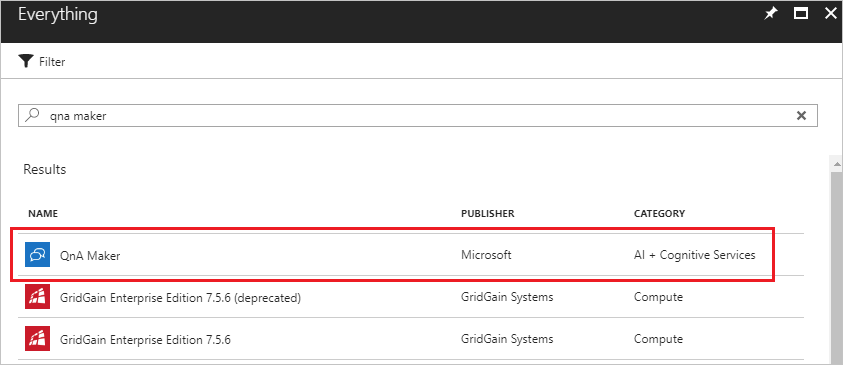 Everything
Filter
qna maker
Results
NAME PUBLISHER CATEGORY
QnA Maker Microsoft AI + Cognitive Services
GridGain Enterprise Edition 7.5.6 (deprecated) GridGain Systems Compute
GridGain Enterprise Edition 7.5.6 GridGain Systems Compute